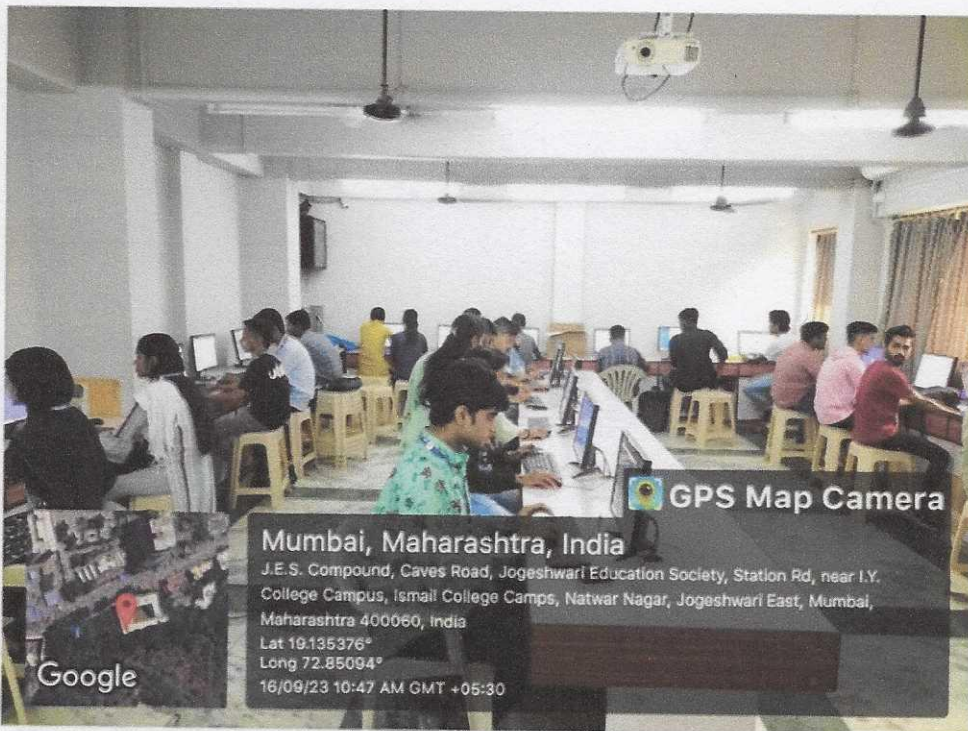 GPS Map Camera
Mumbai, Maharashtra, India
J.E.S. Compound, Caves Road, Jogeshwari Education Society, Station Rd, near I.Y.
College Campus, Ismail College Camps, Natwar Nagar, Jogeshwari East, Mumbai,
Maharashtra 400060, India
Lat 19.135376°
Long 72.85094°
16/09/23 10:47 AM GMT +05:30
Google